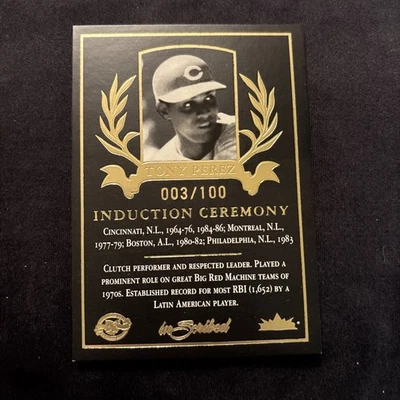 TONY PEREZ
003/100
INDUCTION CEREMONY
CINCINNATI, N.L., 1964-76, 1984-86; MONTREAL, N.L.,
1977-79; BOSTON, A.L., 1980-82; PHILADELPHIA, N.L., 1983
CLUTCH PERFORMER AND RESPECTED LEADER. PLAYED A
PROMINENT ROLE ON GREAT BIG RED MACHINE TEAMS OF
1970S. ESTABLISHED RECORD FOR MOST RBI (1,652) BY A
LATIN AMERICAN PLAYER.
inScribed